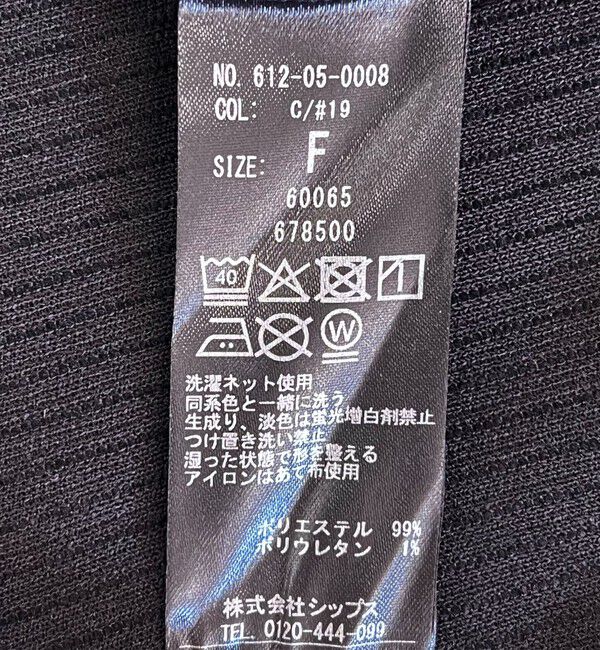 NO. 612-05-0008
COL: C/#19
SIZE: F
60065
678500
40
W
洗濯ネット使用
同系色と一緒に洗う
生成り、淡色は蛍光増白剤禁止
つけ置き洗い禁止
湿った状態で形を整える
アイロンはあて布使用
ポリエステル 99%
ポリウレタン 1%
株式会社シップス
TEL. 0120-444-099